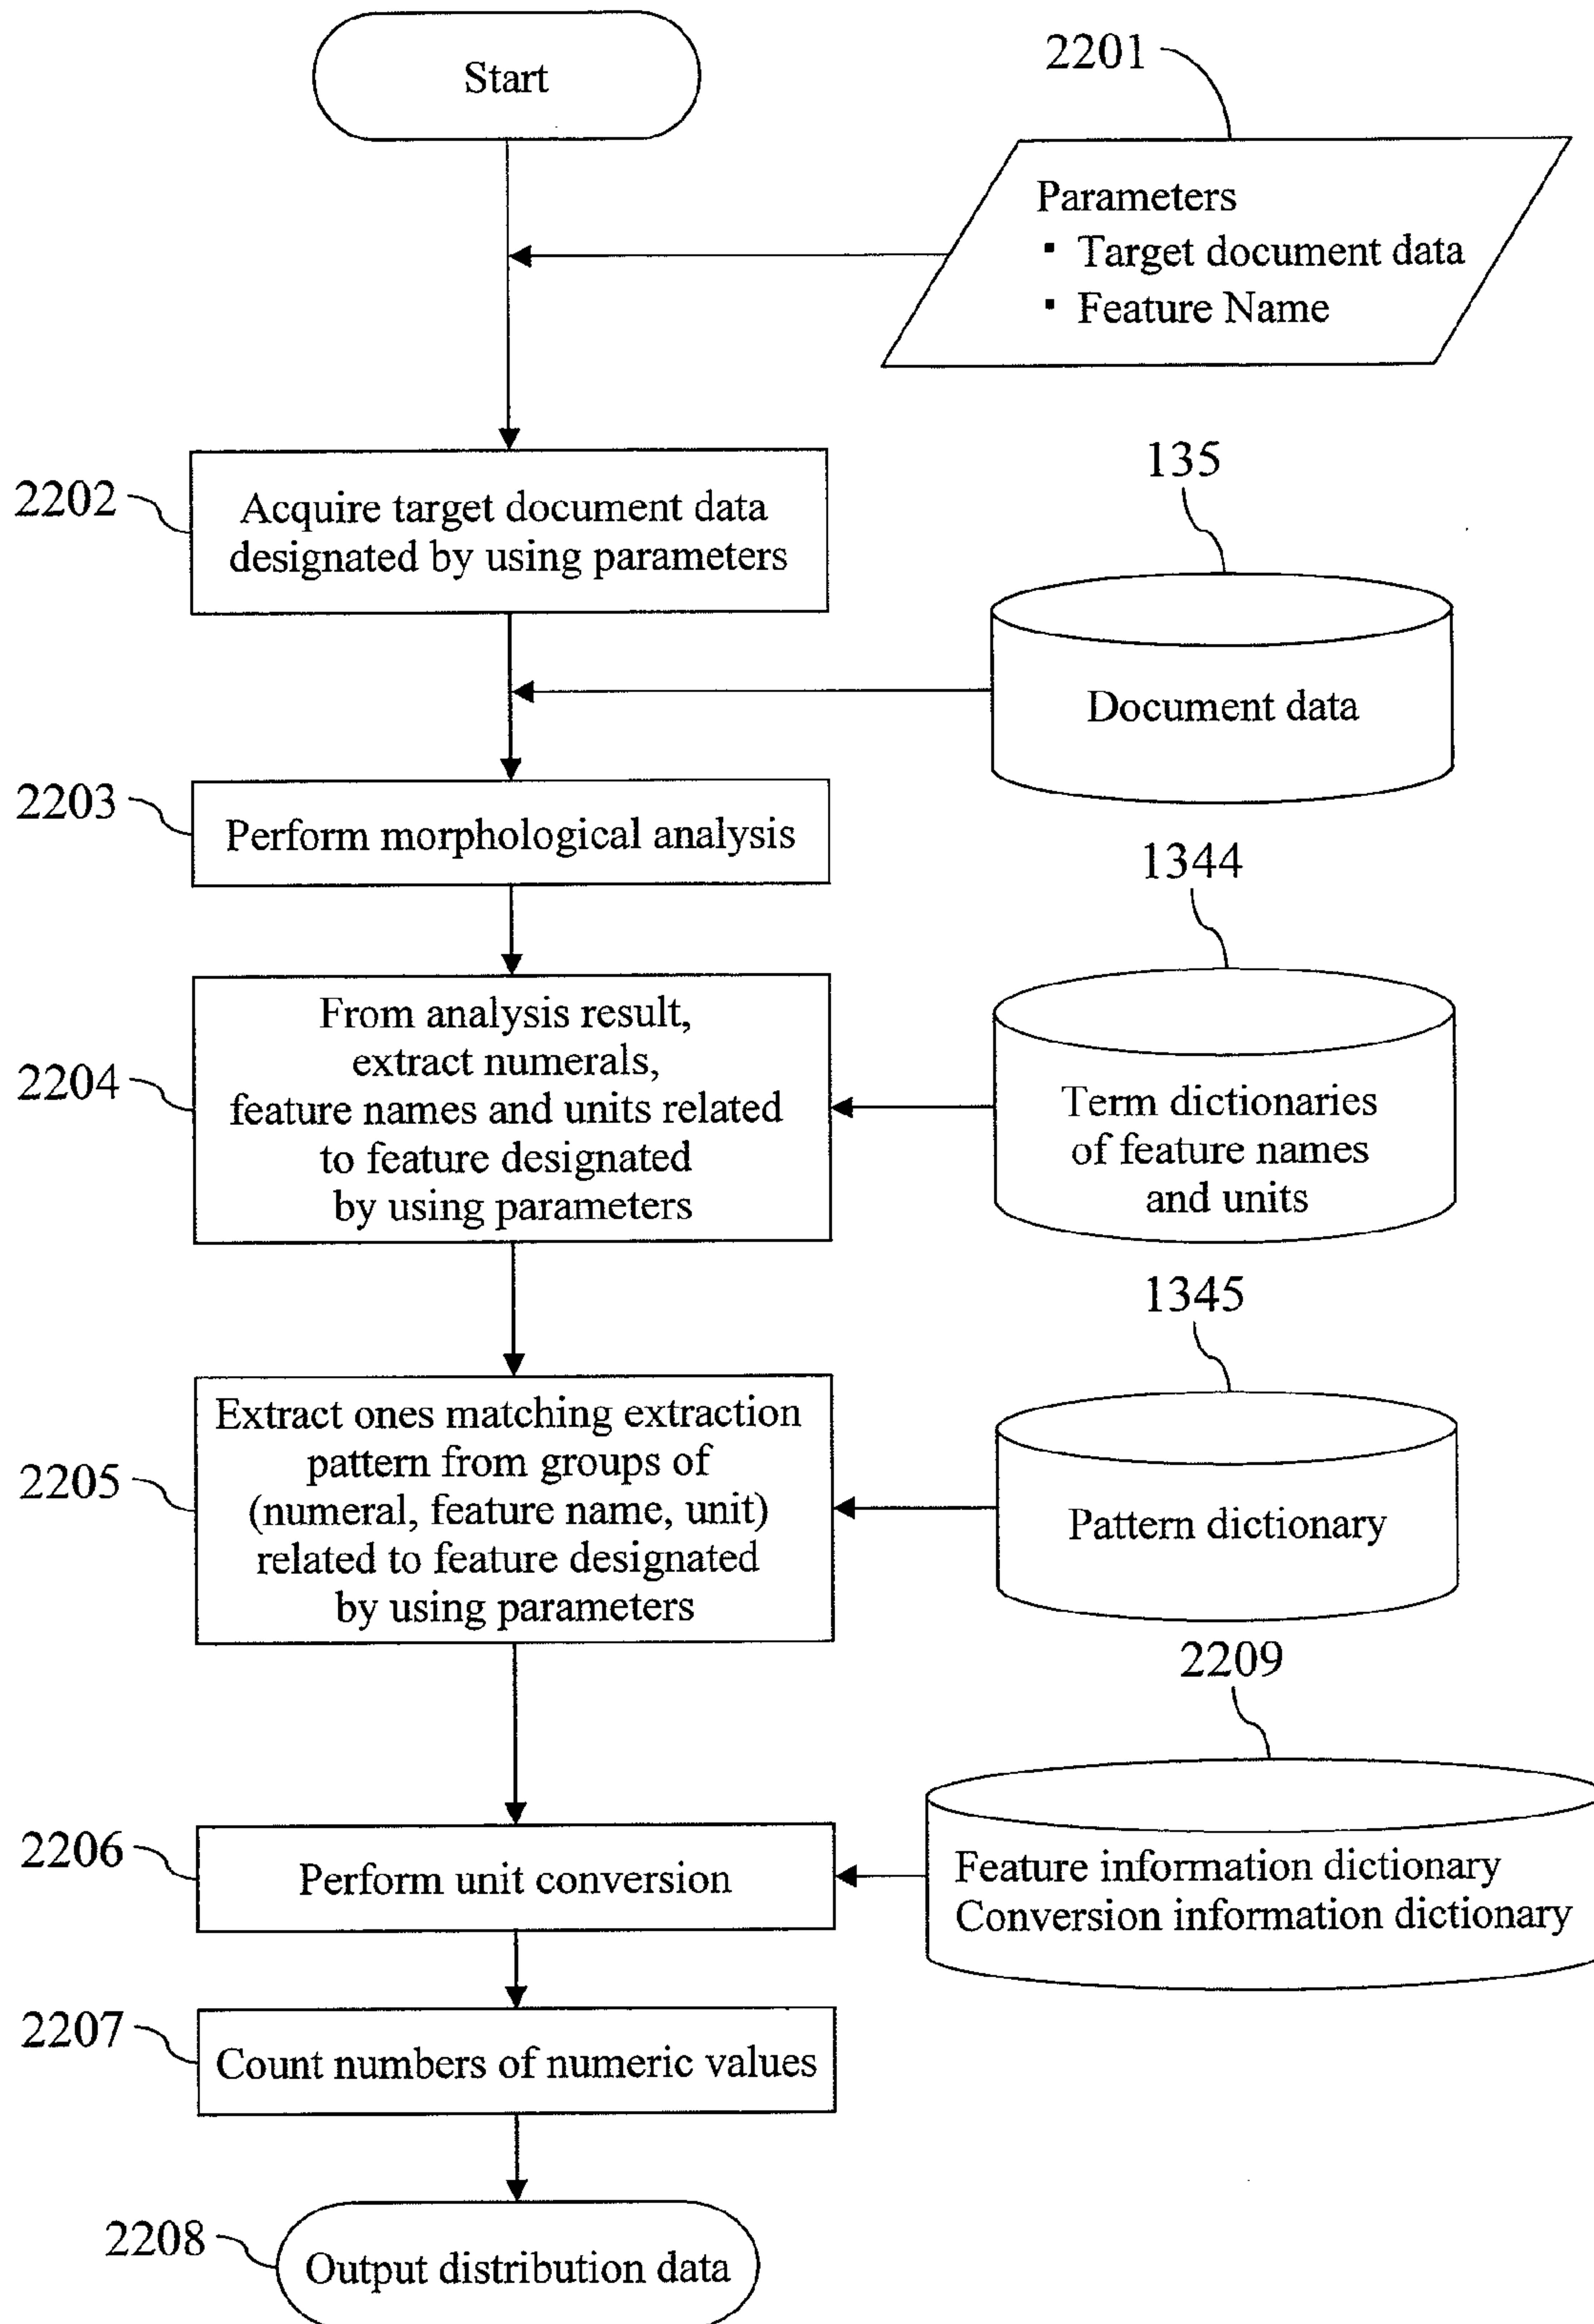 Start
2201
Parameters
▪ Target document data
▪ Feature Name
2202
Acquire target document data
designated by using parameters
135
Document data
2203
Perform morphological analysis
1344
2204
From analysis result,
extract numerals,
feature names and units related
to feature designated
by using parameters
Term dictionaries
of feature names
and units
1345
2205
Extract ones matching extraction
pattern from groups of
(numeral, feature name, unit)
related to feature designated
by using parameters
Pattern dictionary
2209
2206
Perform unit conversion
Feature information dictionary
Conversion information dictionary
2207
Count numbers of numeric values
2208
Output distribution data